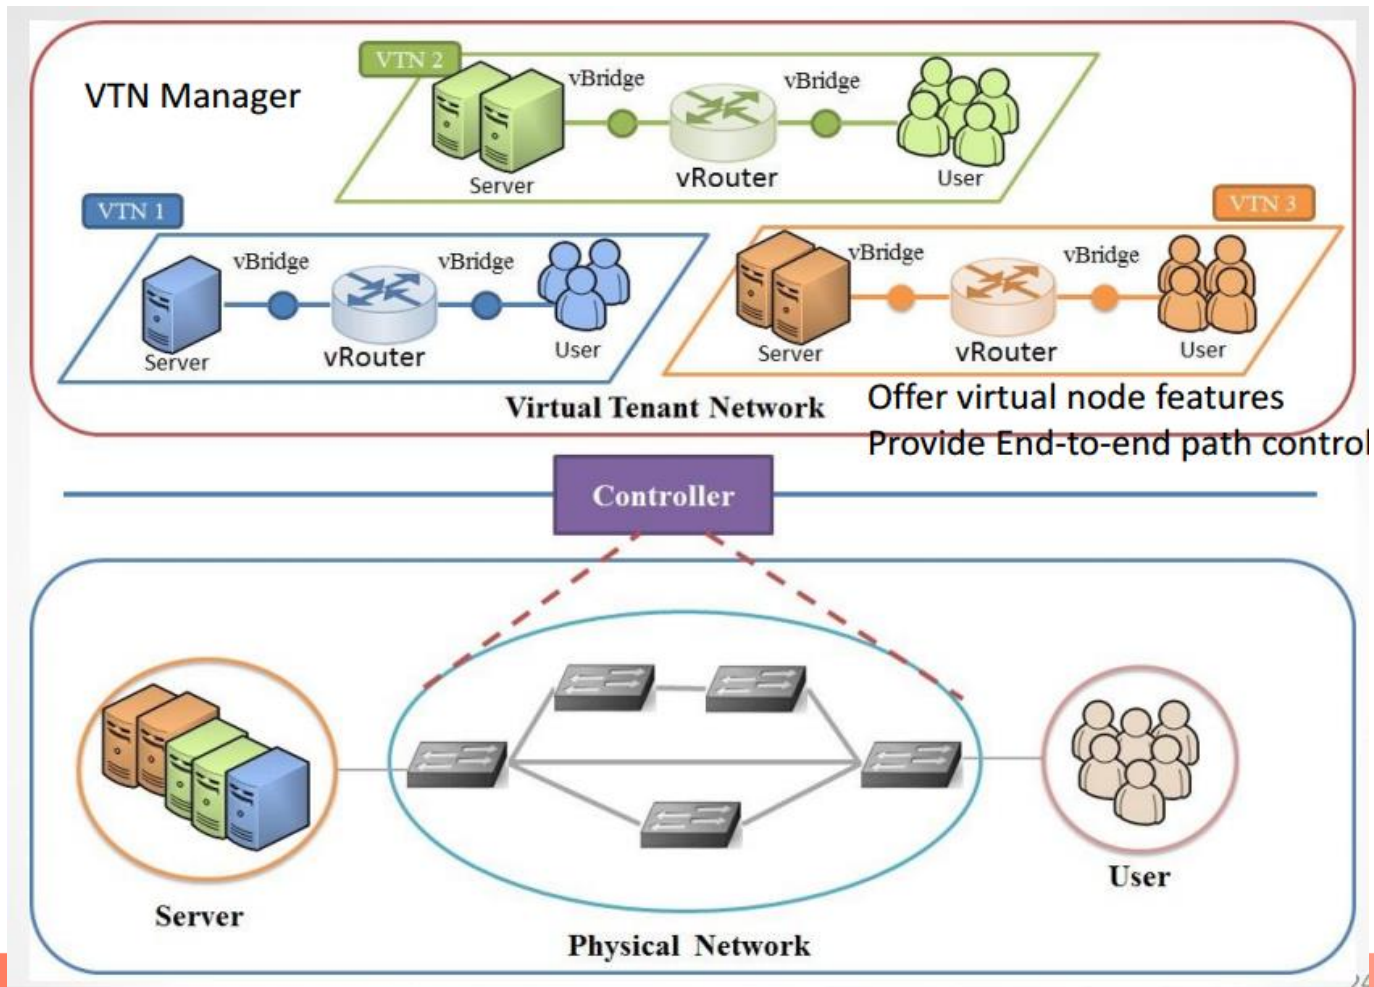 VTN 2
VTN Manager
vBridge
vBridge
Server
vRouter
User
VTN 1
VTN 3
vBridge
vBridge
Server
vRouter
User
vBridge
vBridge
Server
vRouter
User
Virtual Tenant Network
Offer virtual node features
Provide End-to-end path control
Controller
Server
User
Physical Network